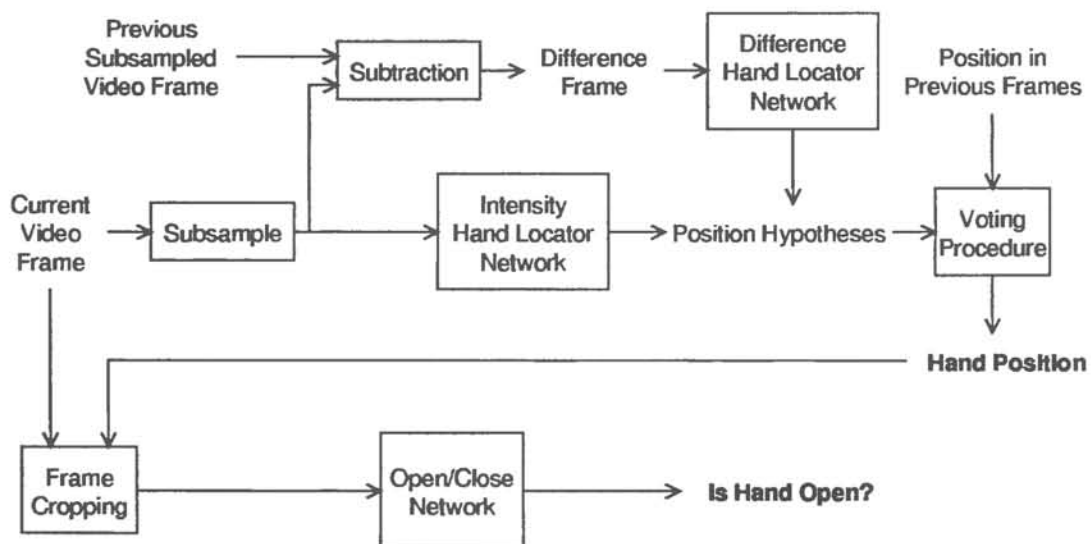 Previous
Subsampled
Video Frame
Subtraction
Difference
Frame
Difference
Hand Locator
Network
Position in
Previous Frames
Current
Video
Frame
Subsample
Intensity
Hand Locator
Network
Position Hypotheses
Voting
Procedure
Hand Position
Frame
Cropping
Open/Close
Network
Is Hand Open?